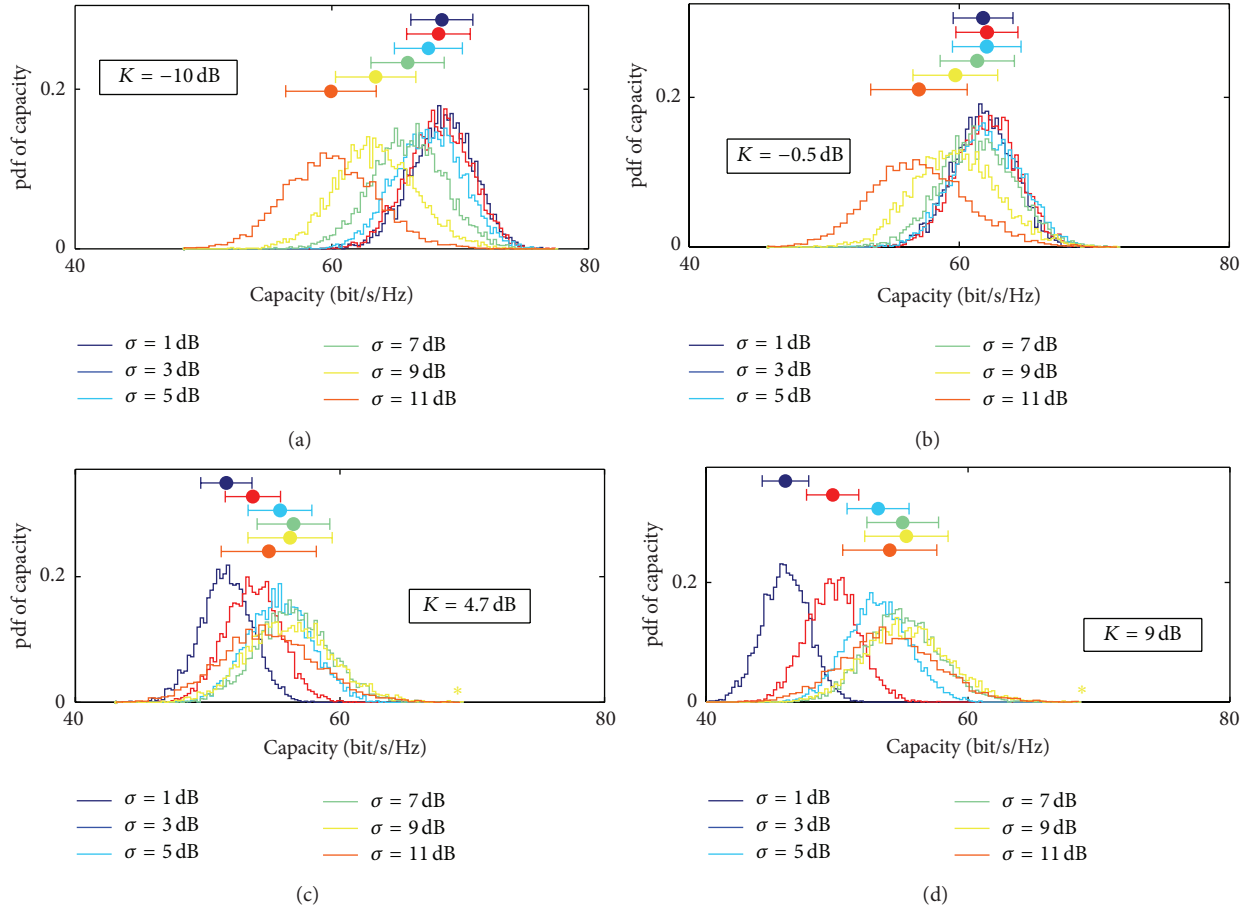 K = −10 dB
pdf of capacity
0.2
0
40
60
80
Capacity (bit/s/Hz)
σ = 1 dB
σ = 3 dB
σ = 5 dB
σ = 7 dB
σ = 9 dB
σ = 11 dB
(a)
K = −0.5 dB
pdf of capacity
0.2
0
40
60
80
Capacity (bit/s/Hz)
σ = 1 dB
σ = 3 dB
σ = 5 dB
σ = 7 dB
σ = 9 dB
σ = 11 dB
(b)
K = 4.7 dB
pdf of capacity
0.2
0
*
40
60
80
Capacity (bit/s/Hz)
σ = 1 dB
σ = 3 dB
σ = 5 dB
σ = 7 dB
σ = 9 dB
σ = 11 dB
(c)
K = 9 dB
pdf of capacity
0.2
0
*
40
60
80
Capacity (bit/s/Hz)
σ = 1 dB
σ = 3 dB
σ = 5 dB
σ = 7 dB
σ = 9 dB
σ = 11 dB
(d)